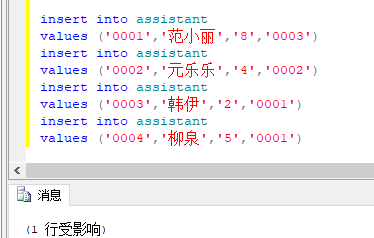 insert into assistant
values ('0001','范小丽','8','0003')
insert into assistant
values ('0002','元乐乐','4','0002')
insert into assistant
values ('0003','韩伊','2','0001')
insert into assistant
values ('0004','柳泉','5','0001')
消息
(1 行受影响)